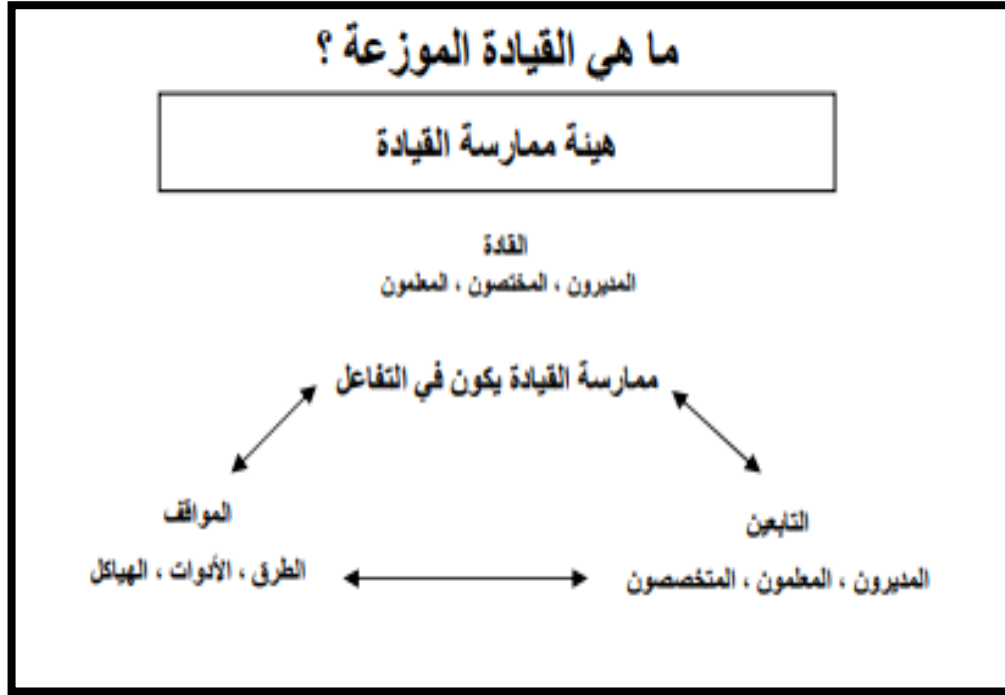 ما هي القيادة الموزعة ؟
هيئة ممارسة القيادة
القادة
المديرون ، المختصون ، المعلمون
ممارسة القيادة يكون في التفاعل
المواقف
التابعين
الطرق ، الأدوات ، الهياكل
المديرون ، المعلمون ، المتخصصون